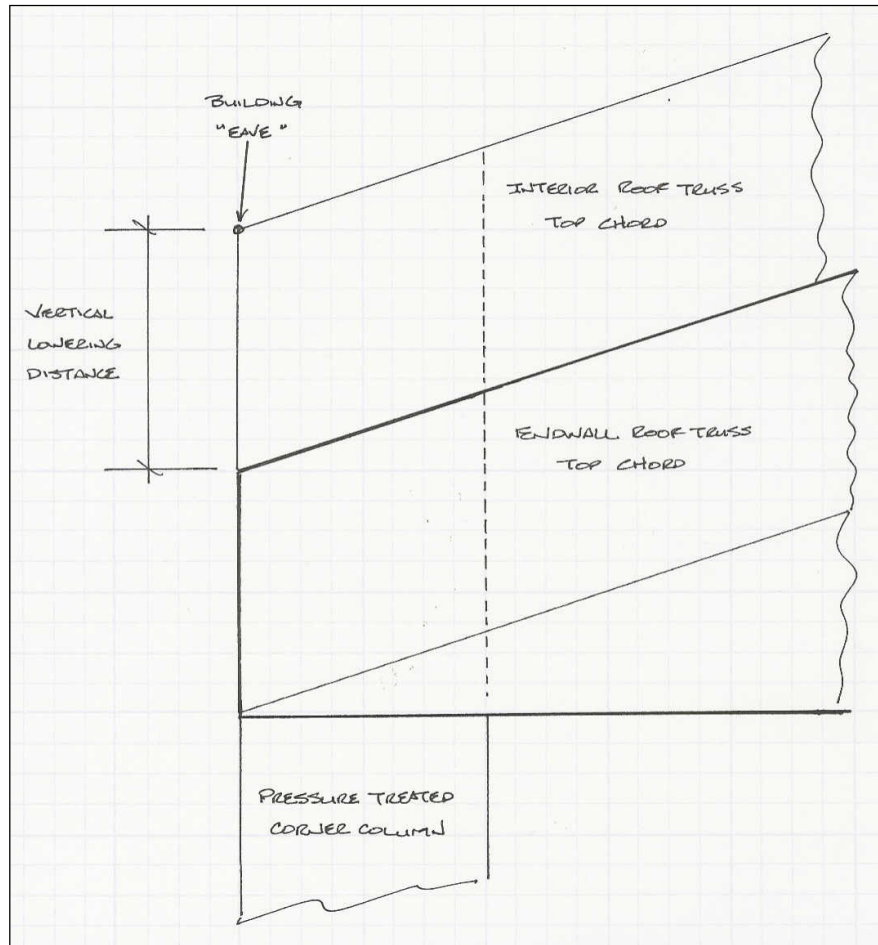 BUILDING
"EAVE"
INTERIOR ROOF TRUSS
TOP CHORD
VERTICAL
LOWERING
DISTANCE
ENDWALL ROOF TRUSS
TOP CHORD
PRESSURE TREATED
CORNER COLUMN